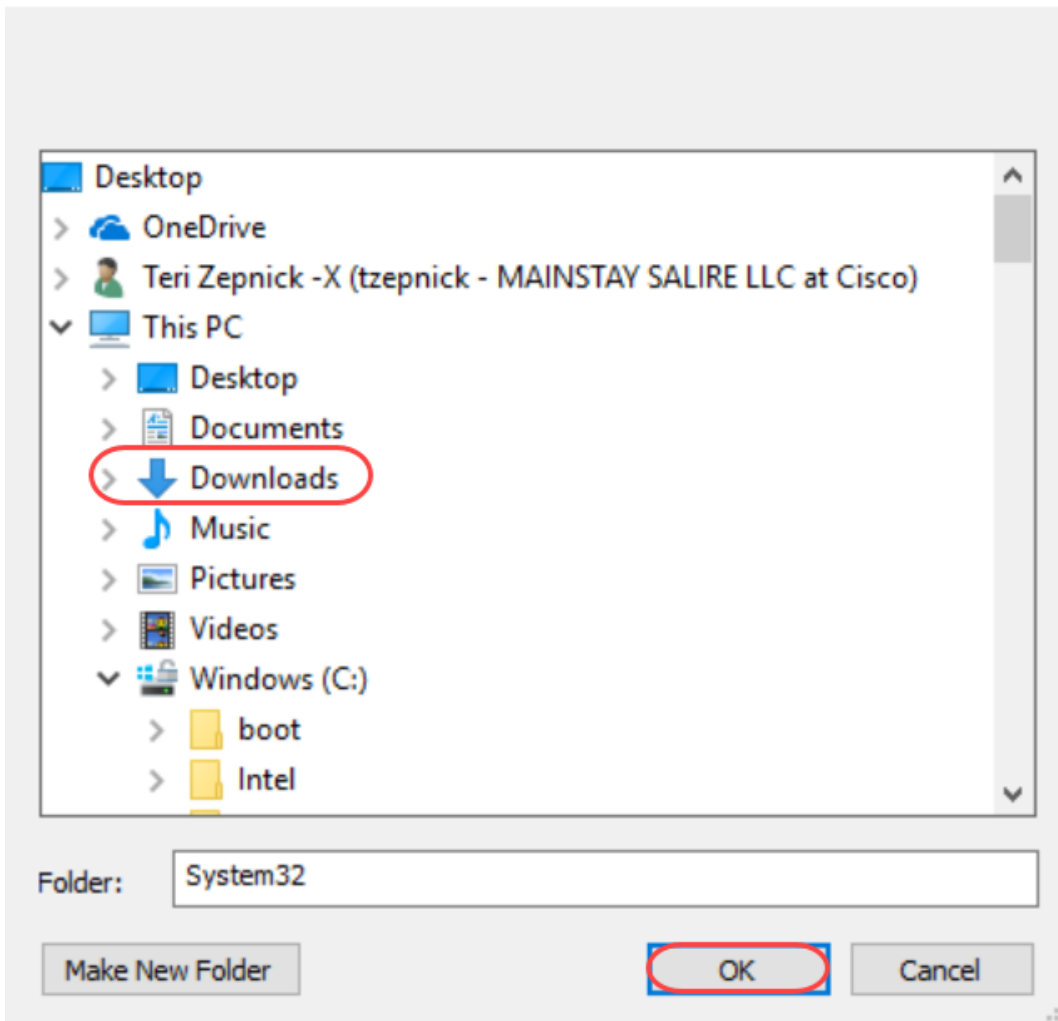 Desktop
OneDrive
Teri Zepnick -X (tzepnick - MAINSTAY SALIRE LLC at Cisco)
This PC
Desktop
Documents
Downloads
Music
Pictures
Videos
Windows (C:)
boot
Intel
Folder: System32
Make New Folder OK Cancel